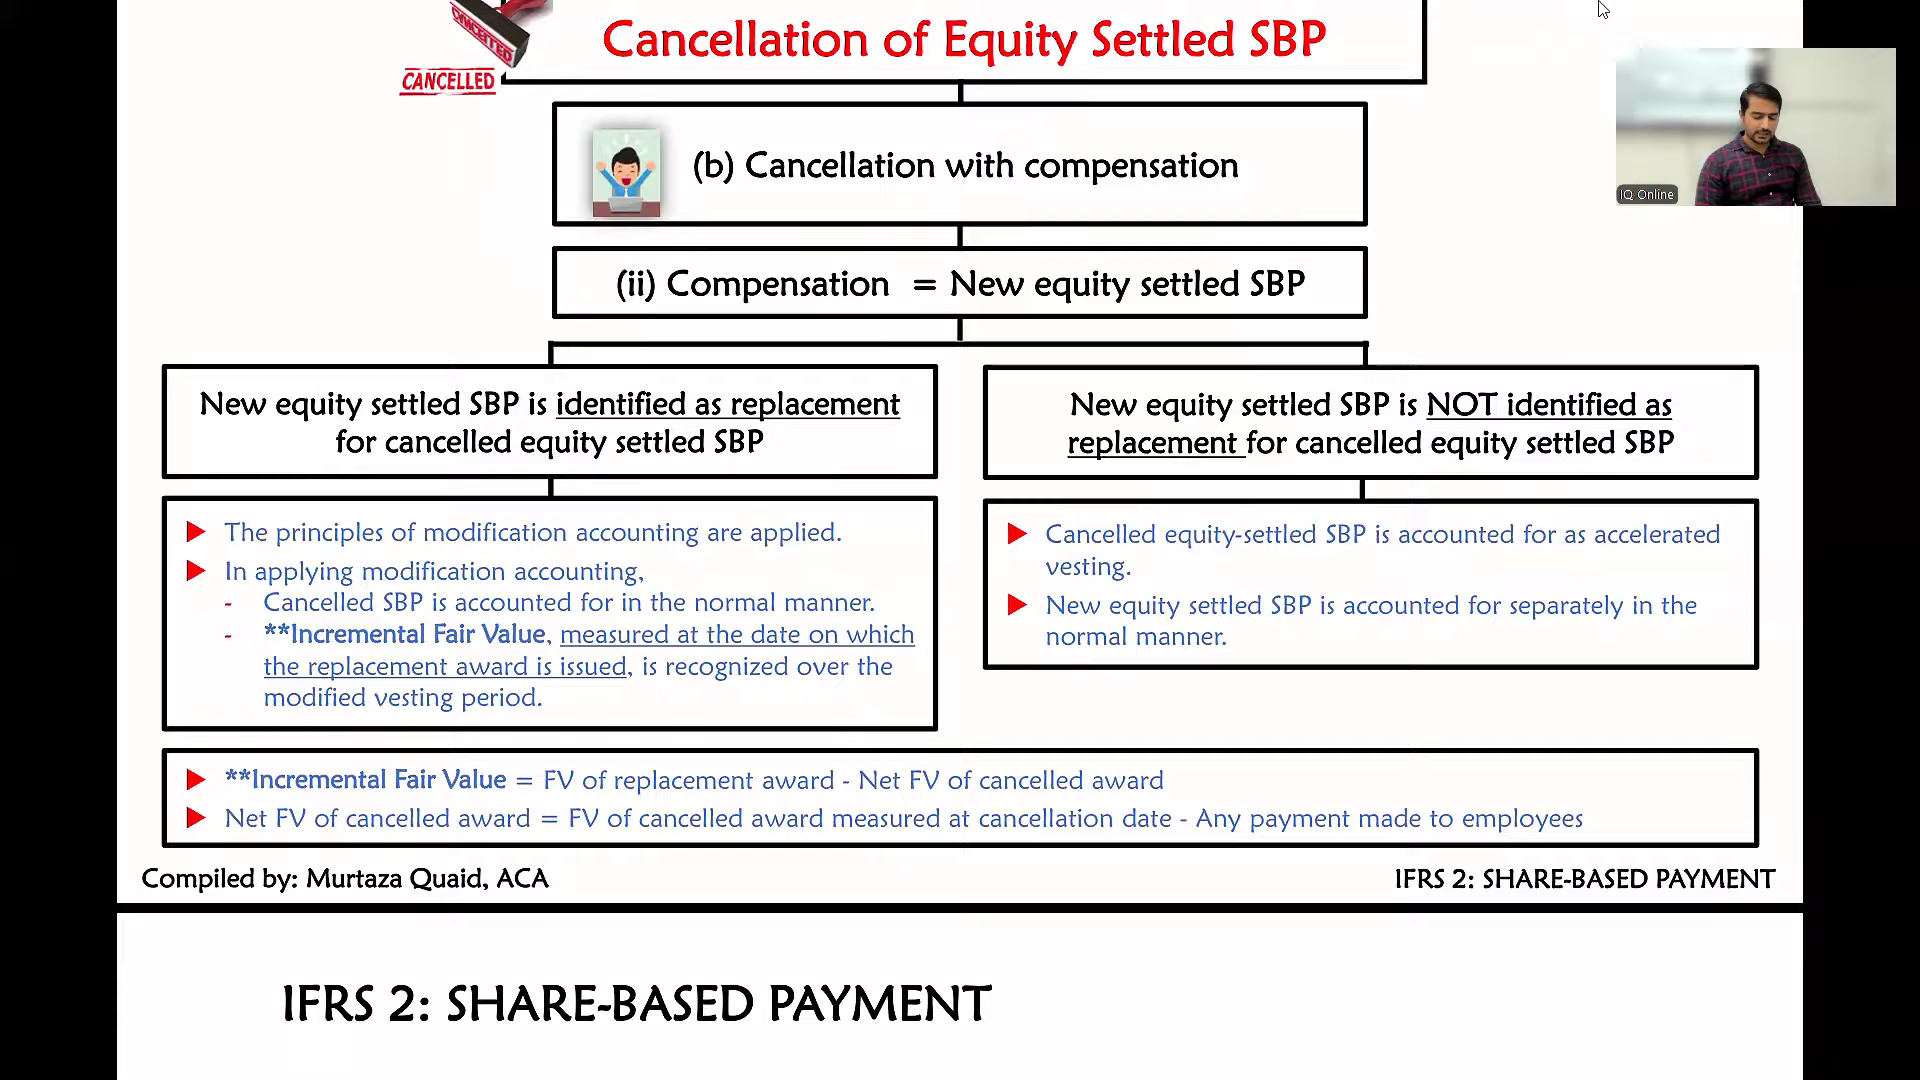 Cancellation of Equity Settled SBP
CANCELLED
CANCELLED
(b) Cancellation with compensation
IQ Online
(ii) Compensation = New equity settled SBP
New equity settled SBP is identified as replacement
for cancelled equity settled SBP
New equity settled SBP is NOT identified as
replacement for cancelled equity settled SBP
The principles of modification accounting are applied.
In applying modification accounting,
- Cancelled SBP is accounted for in the normal manner.
- **Incremental Fair Value, measured at the date on which
the replacement award is issued, is recognized over the
modified vesting period.
Cancelled equity-settled SBP is accounted for as accelerated
vesting.
New equity settled SBP is accounted for separately in the
normal manner.
**Incremental Fair Value = FV of replacement award - Net FV of cancelled award
Net FV of cancelled award = FV of cancelled award measured at cancellation date - Any payment made to employees
Compiled by: Murtaza Quaid, ACA
IFRS 2: SHARE-BASED PAYMENT
IFRS 2: SHARE-BASED PAYMENT